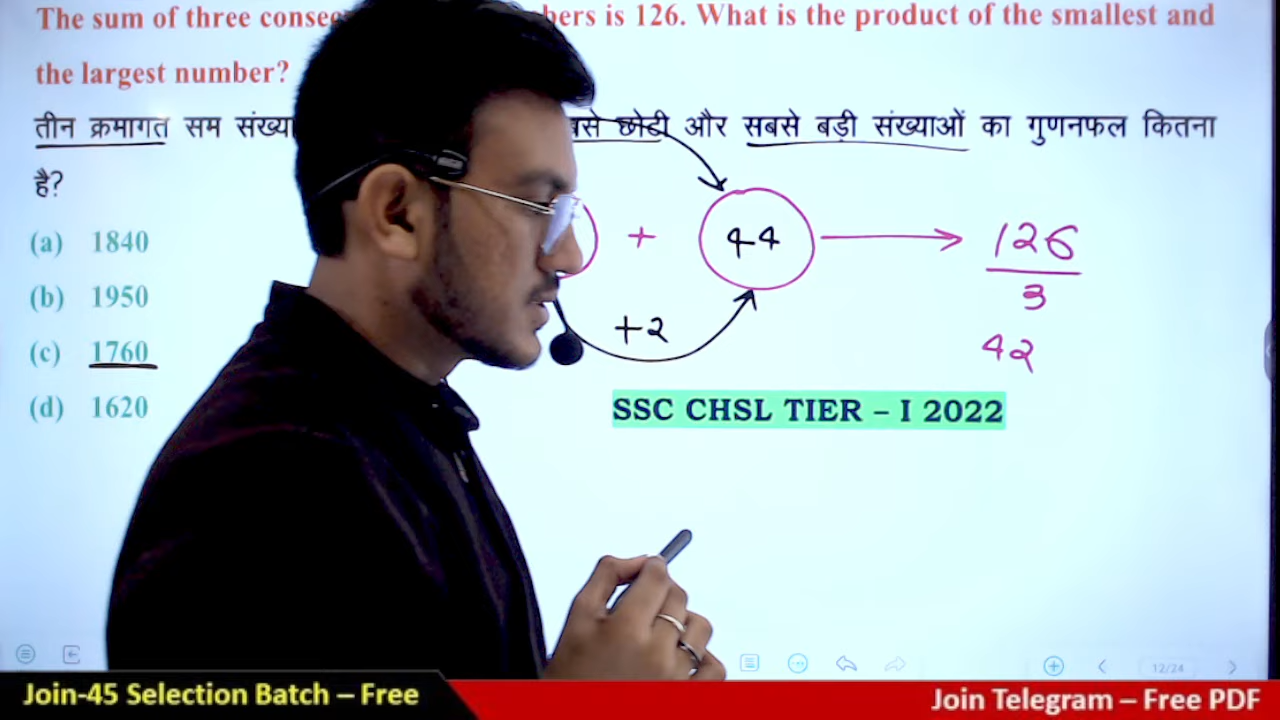 The sum of three conse bers is 126. What is the product of the smallest and
the largest number?
तीन क्रमागत सम संख्या बसे छोटी और सबसे बड़ी संख्याओं का गुणनफल कितना
है?
(a) 1840
(b) 1950
(c) 1760
(d) 1620
+ 44 126
3
+2
42
SSC CHSL TIER – I 2022
12/24
Join-45 Selection Batch – Free
Join Telegram – Free PDF